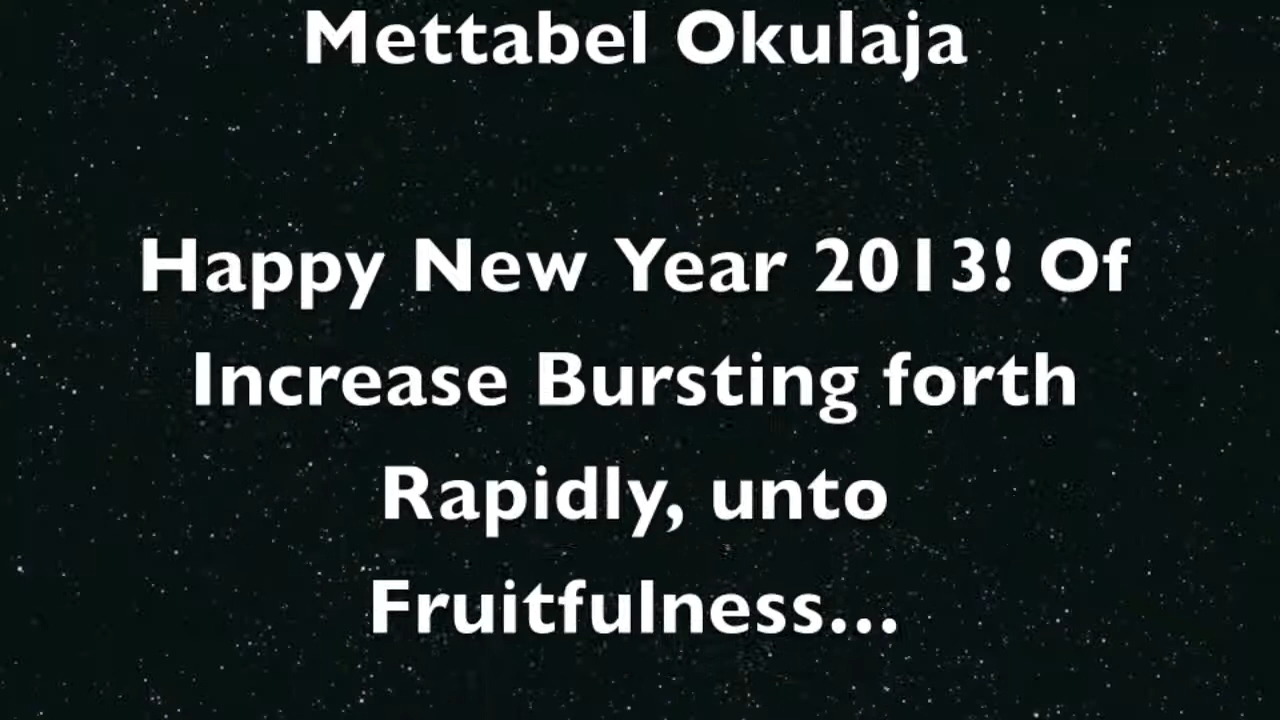 Mettabel Okulaja
Happy New Year 2013! Of
Increase Bursting forth
Rapidly, unto
Fruitfulness...